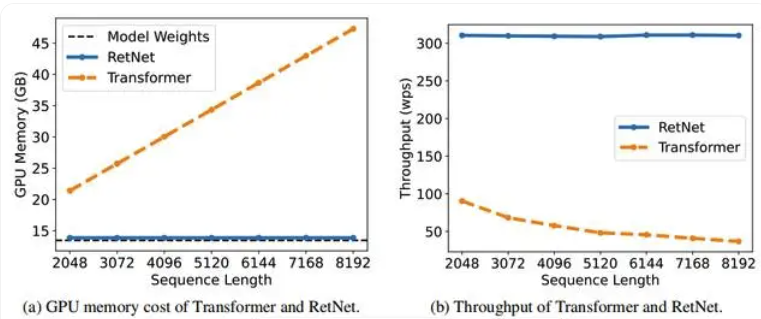 Model Weights
RetNet
Transformer
45
40
35
30
25
20
15
GPU Memory (GB)
2048 3072 4096 5120 6144 7168 8192
Sequence Length
(a) GPU memory cost of Transformer and RetNet.
300
250
200
150
100
50
Throughput (wps)
RetNet
Transformer
2048 3072 4096 5120 6144 7168 8192
Sequence Length
(b) Throughput of Transformer and RetNet.